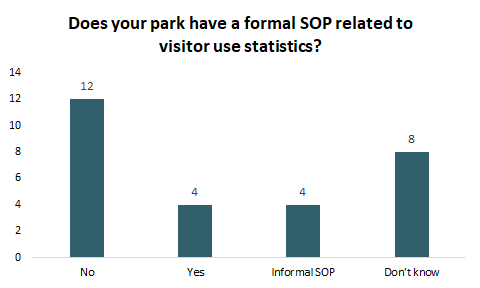 Does your park have a formal SOP related to
visitor use statistics?
14
12
10
8
6
4
2
0
12
4
4
8
No
Yes
Informal SOP
Don't know